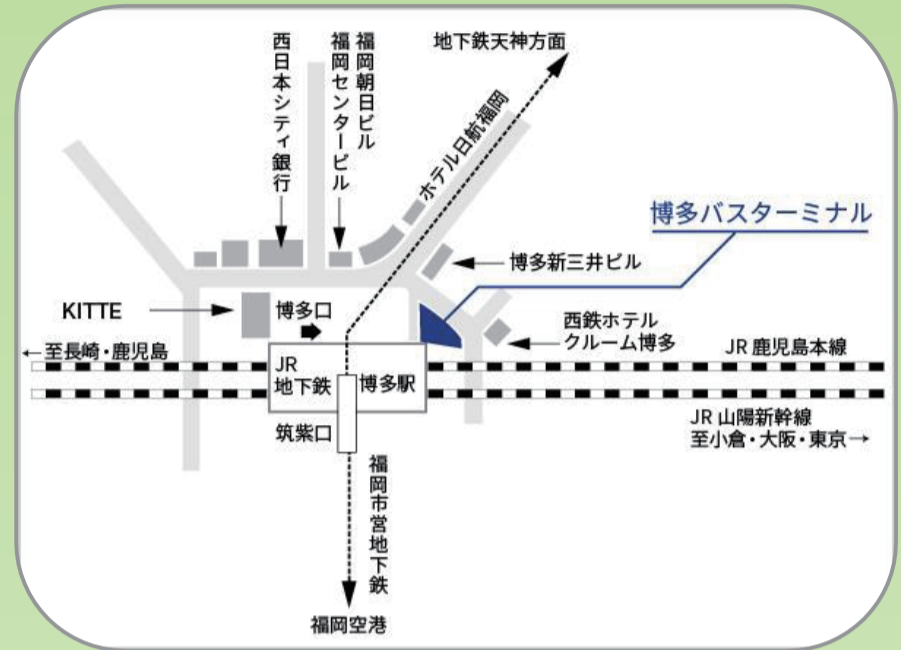 地下鉄天神方面
西日本シティ銀行
福岡センタービル
福岡朝日ビル
ホテル日航福岡
博多バスターミナル
博多新三井ビル
KITTE
博多口
西鉄ホテル
クルーム博多
←至長崎・鹿児島
JR 鹿児島本線
JR
地下鉄
博多駅
筑紫口
JR 山陽新幹線
至小倉・大阪・東京→
福岡市営地下鉄
福岡空港